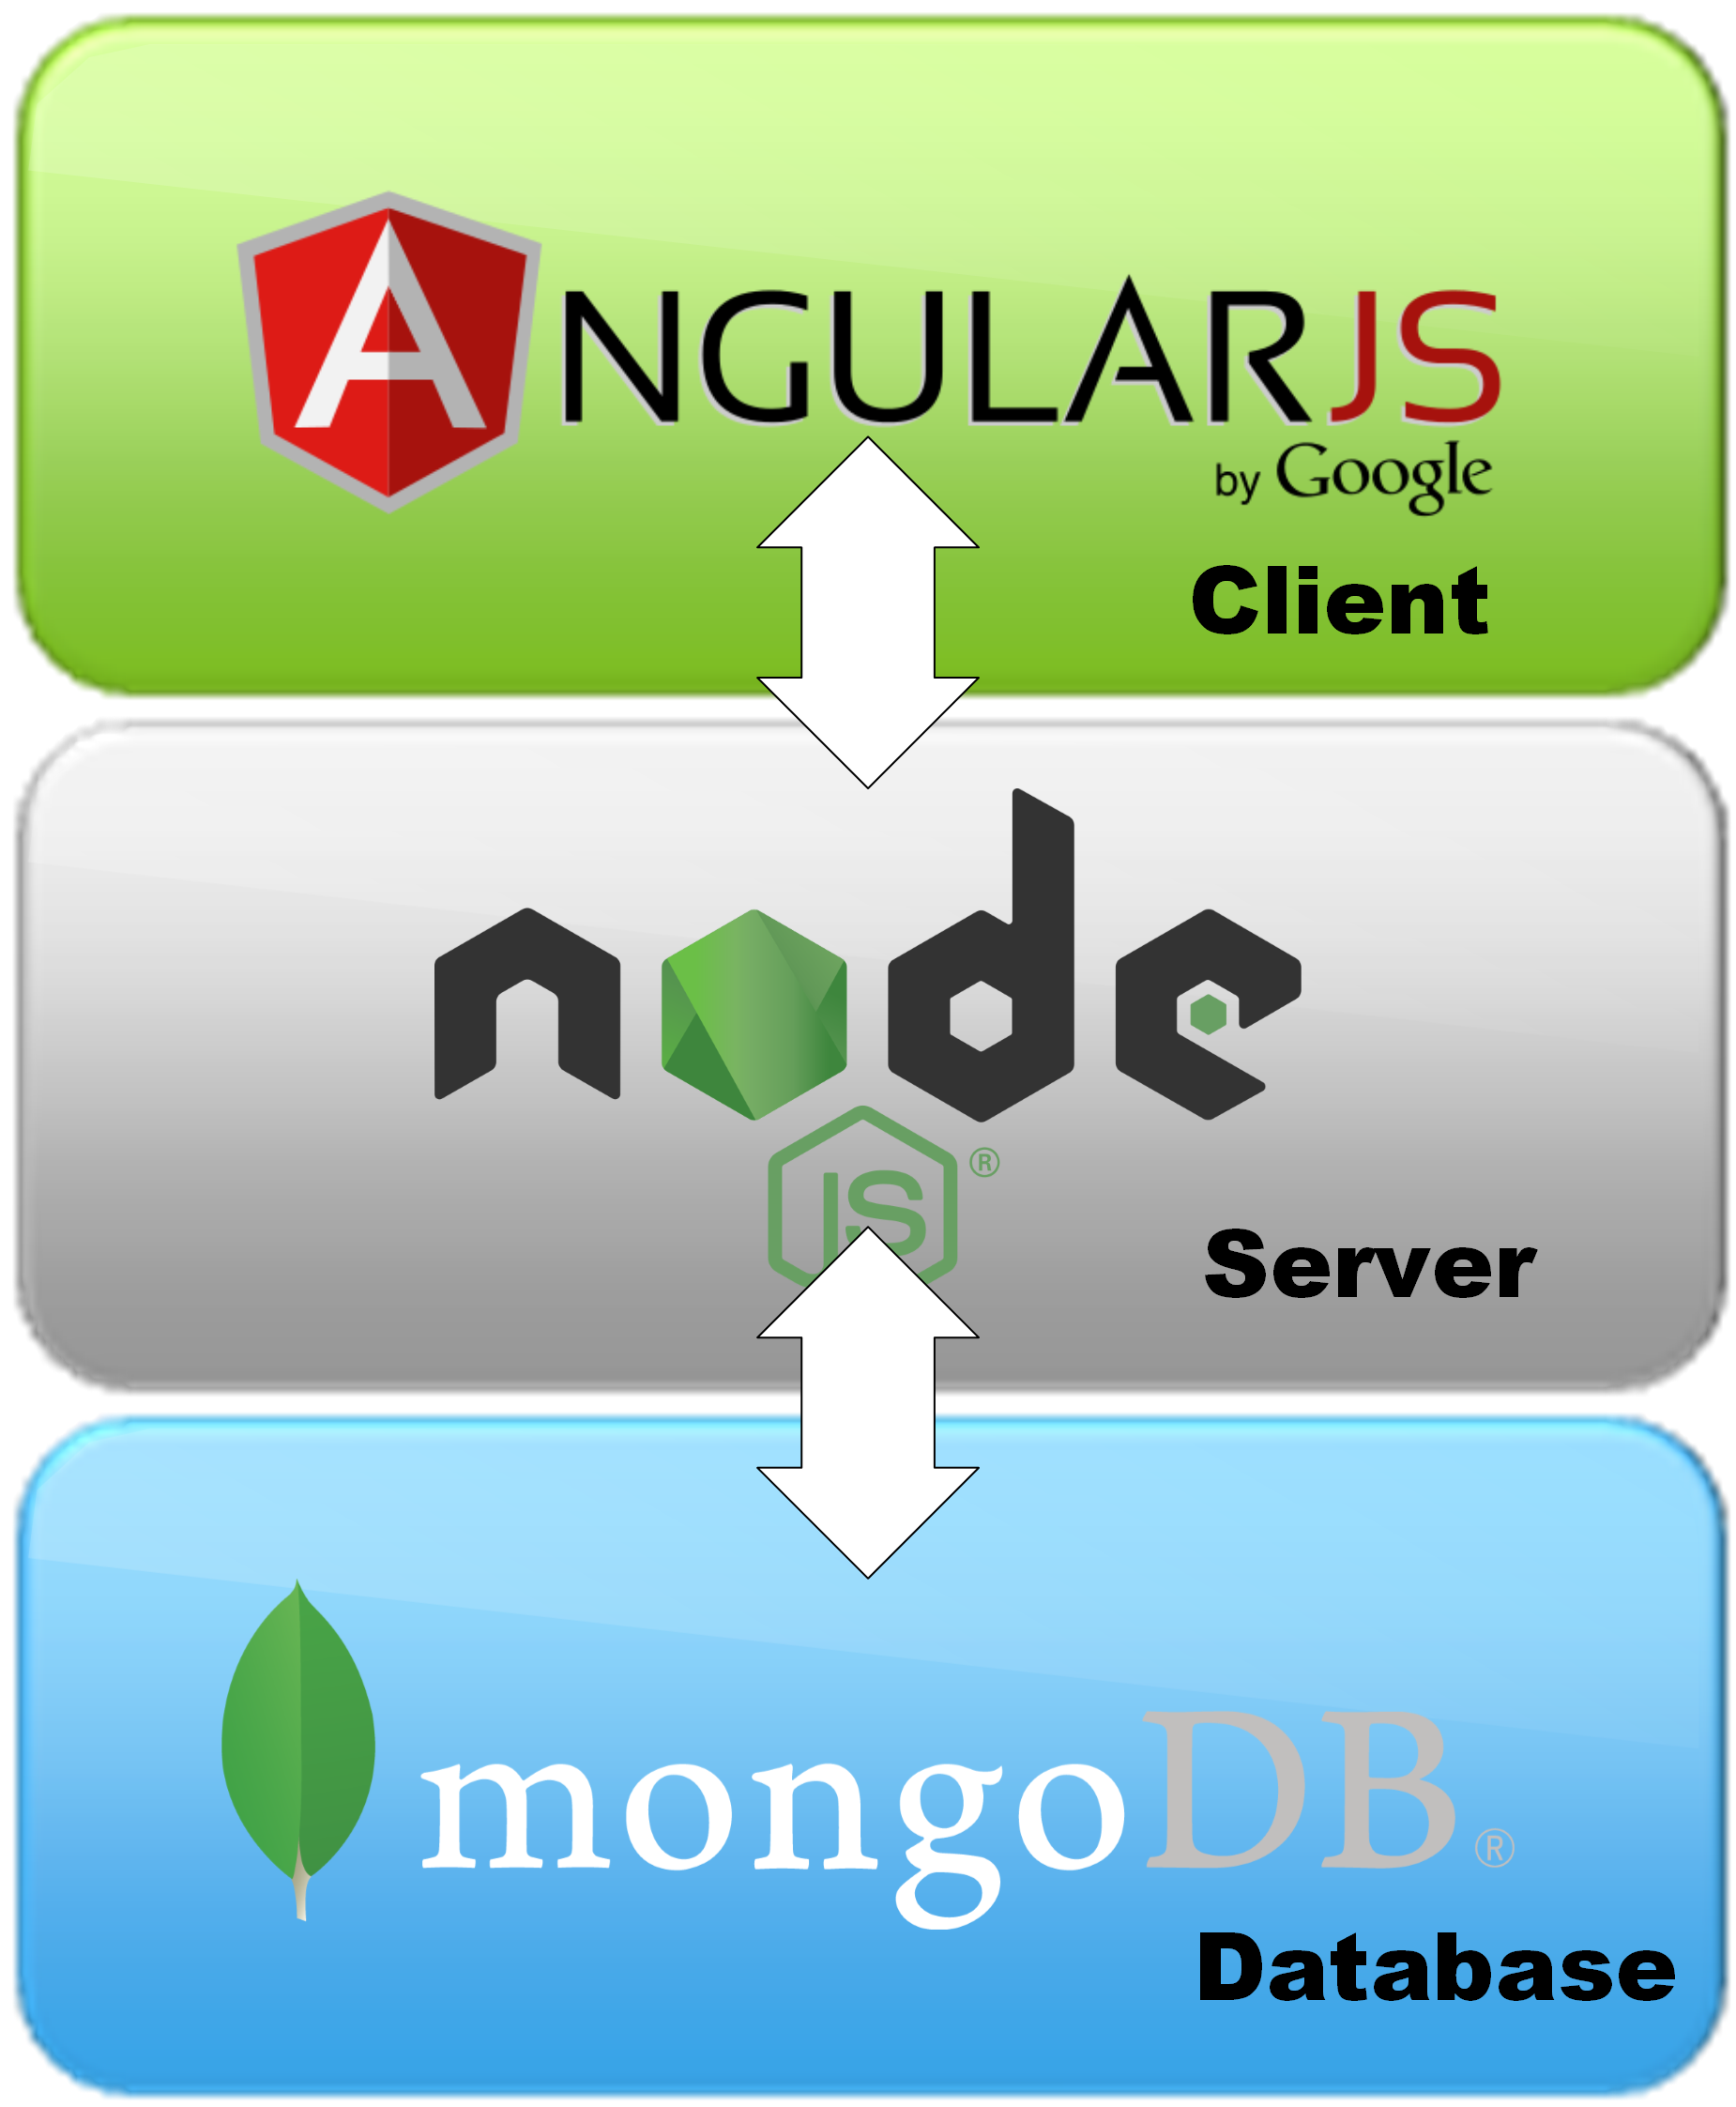 ANGULARJS
by Google
Client
node
JS®
Server
mongoDB®
Database